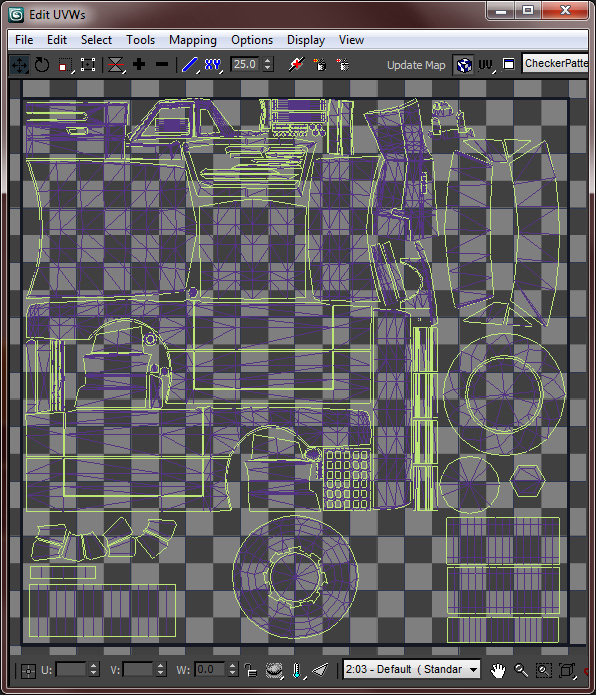 Edit UVWs
File Edit Select Tools Mapping Options Display View
XY 25.0 Update Map UV CheckerPatte
U: V: W: 0.0 2:03 - Default ( Standar